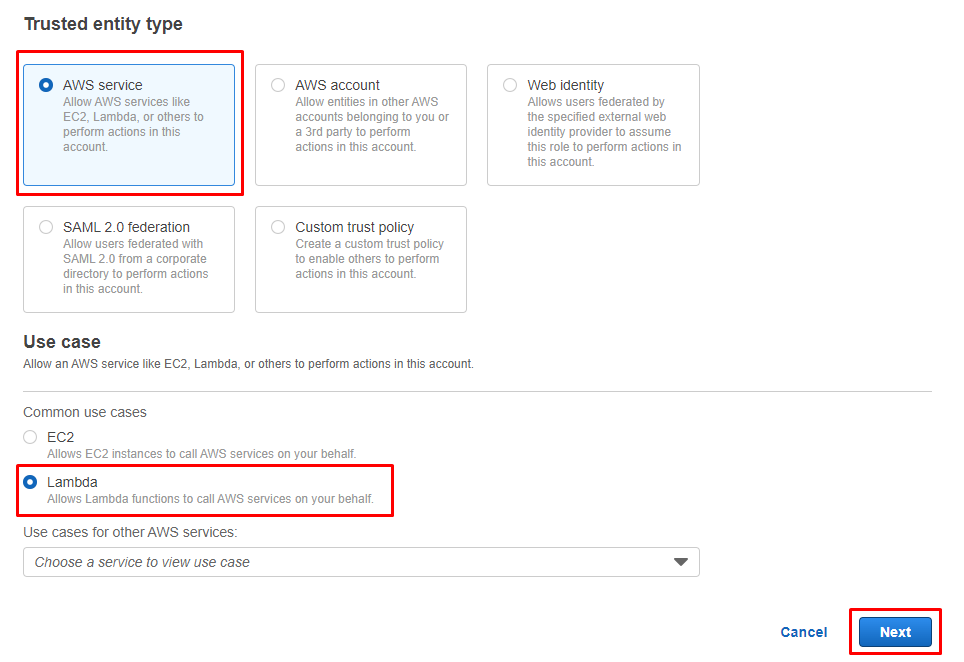 Trusted entity type
AWS service
Allow AWS services like
EC2, Lambda, or others to
perform actions in this
account.
AWS account
Allow entities in other AWS
accounts belonging to you or
a 3rd party to perform
actions in this account.
Web identity
Allows users federated by
the specified external web
identity provider to assume
this role to perform actions in
this account.
SAML 2.0 federation
Allow users federated with
SAML 2.0 from a corporate
directory to perform actions
in this account.
Custom trust policy
Create a custom trust policy
to enable others to perform
actions in this account.
Use case
Allow an AWS service like EC2, Lambda, or others to perform actions in this account.
Common use cases
EC2
Allows EC2 instances to call AWS services on your behalf.
Lambda
Allows Lambda functions to call AWS services on your behalf.
Use cases for other AWS services:
Choose a service to view use case
Cancel
Next